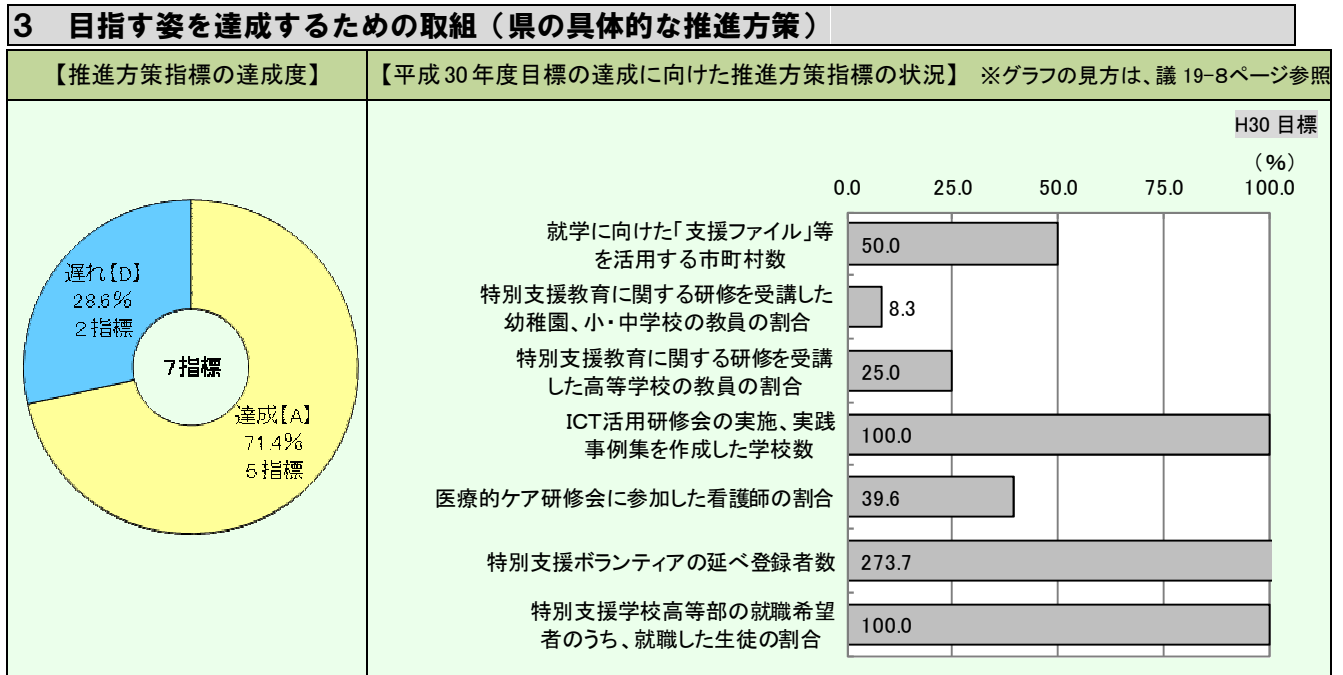 3 目指す姿を達成するための取組(県の具体的な推進方策)
【推進方策指標の達成度】
【平成30年度目標の達成に向けた推進方策指標の状況】 ※グラフの見方は、議19-8ページ参照
遅れ【D】
28.6%
2指標
7指標
達成【A】
71.4%
5指標
H30 目標
(%)
0.0 25.0 50.0 75.0 100.0
就学に向けた「支援ファイル」等
を活用する市町村数
50.0
特別支援教育に関する研修を受講した
幼稚園、小・中学校の教員の割合
8.3
特別支援教育に関する研修を受講
した高等学校の教員の割合
25.0
ICT活用研修会の実施、実践
事例集を作成した学校数
100.0
医療的ケア研修会に参加した看護師の割合
39.6
特別支援ボランティアの延べ登録者数
273.7
特別支援学校高等部の就職希望
者のうち、就職した生徒の割合
100.0